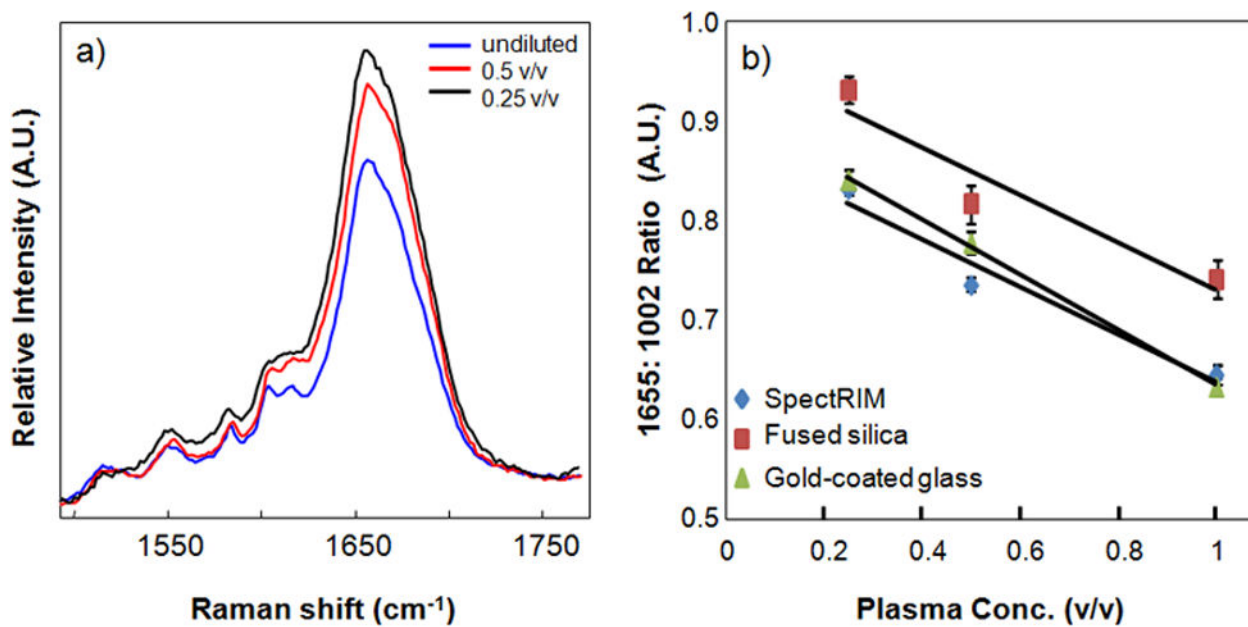 a)
undiluted
0.5 v/v
0.25 v/v
Relative Intensity (A.U.)
1550 1650 1750
Raman shift (cm-1)
b)
1.0
0.9
0.8
0.7
0.6
0.5
1655: 1002 Ratio (A.U.)
SpectRIM
Fused silica
Gold-coated glass
0 0.2 0.4 0.6 0.8 1
Plasma Conc. (v/v)